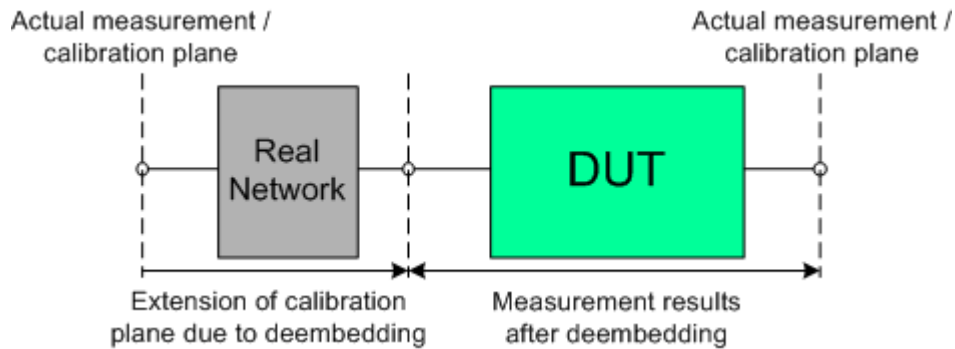 Actual measurement /
calibration plane
Actual measurement /
calibration plane
Real
Network
DUT
Extension of calibration
plane due to deembedding
Measurement results
after deembedding